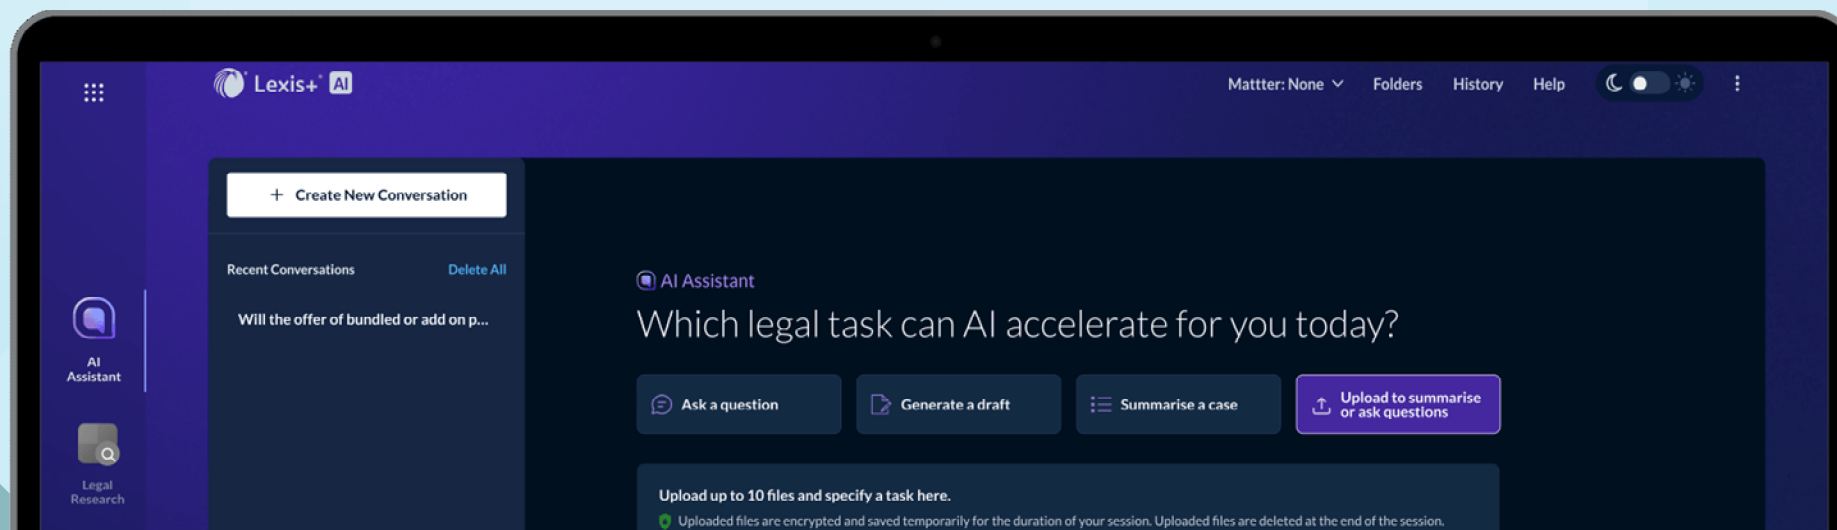 Lexis+ AI
Mattter: None
Folders
History
Help
+ Create New Conversation
Recent Conversations
Delete All
Will the offer of bundled or add on p...
AI
Assistant
Legal
Research
AI Assistant
Which legal task can AI accelerate for you today?
Ask a question
Generate a draft
Summarise a case
Upload to summarise
or ask questions
Upload up to 10 files and specify a task here.
Uploaded files are encrypted and saved temporarily for the duration of your session. Uploaded files are deleted at the end of the session.